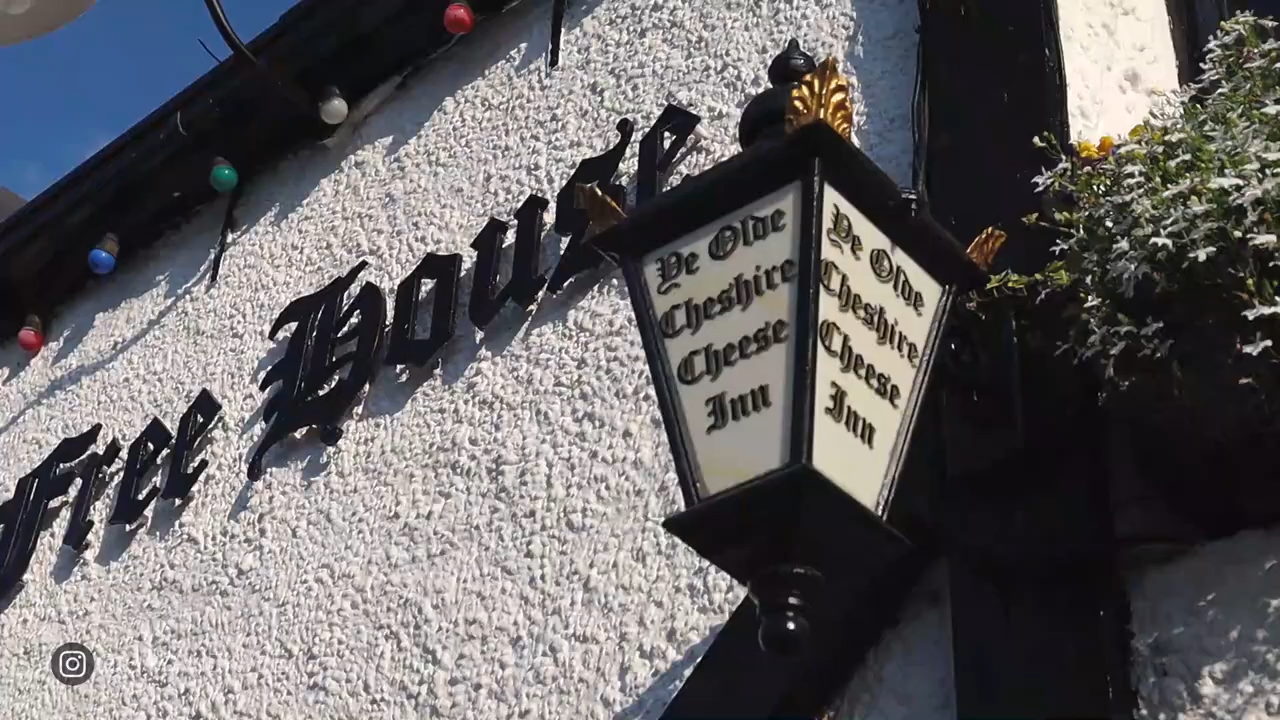 Free House
Ye Olde
Cheshire
Cheese
Inn
Ye Olde
Cheshire
Cheese
Inn